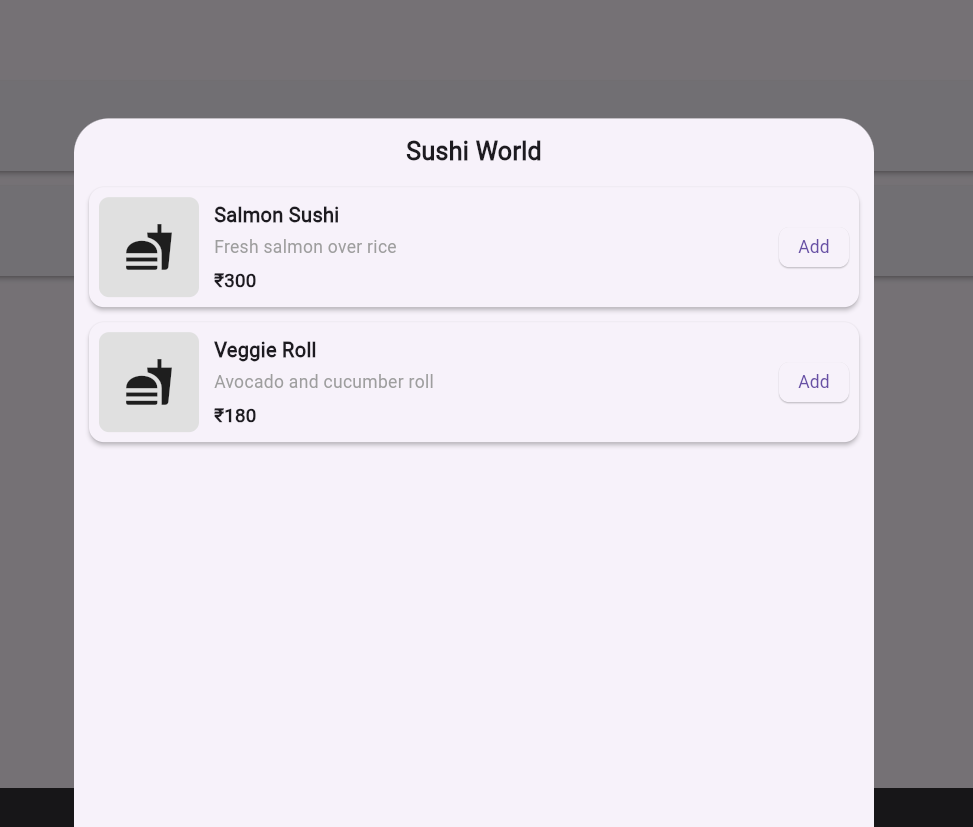 Sushi World
Salmon Sushi
Fresh salmon over rice
₹300
Add
Veggie Roll
Avocado and cucumber roll
₹180
Add